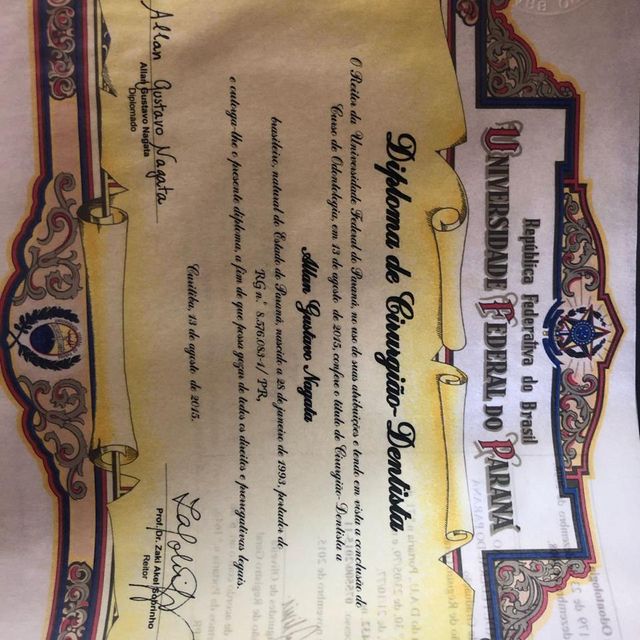 República Federativa do Brasil
UNIVERSIDADE FEDERAL DO PARANÁ
Diploma de Cirurgião-Dentista
O Reitor da Universidade Federal do Paraná, no uso de suas atribuições e tendo em vista a conclusão do
Curso de Odontologia, em 13 de agosto de 2015, confere o título de Cirurgião-Dentista a
Allan Gustavo Nagata
brasileiro, natural do Estado do Paraná, nascido a 28 de janeiro de 1993, portador do
RG n.º 8.576.083-4/PR,
e outorga-lhe o presente diploma, a fim de que possa gozar de todos os direitos e prerrogativas legais.
Curitiba, 13 de agosto de 2015.
Allan Gustavo Nagata
Allan Gustavo Nagata
Diplomado
Prof. Dr. Zaki Akel Sobrinho
Reitor